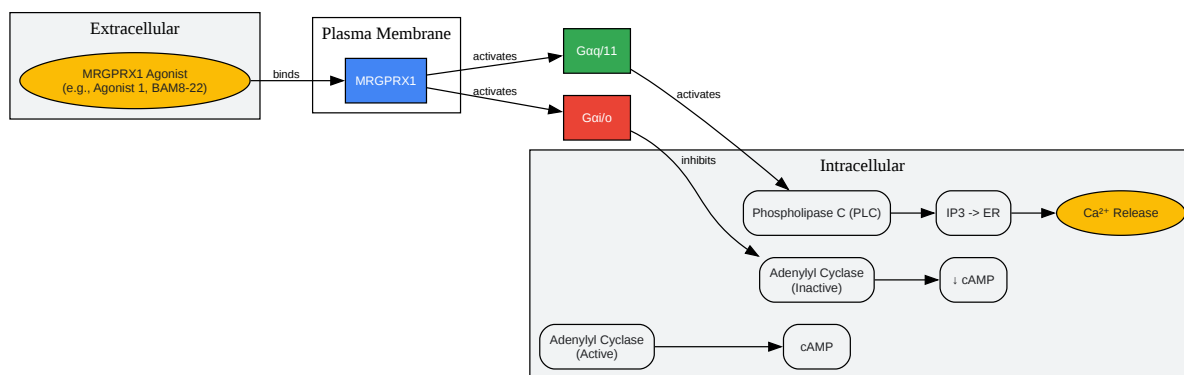 Extracellular
MRGPRX1 Agonist
(e.g., Agonist 1, BAM8-22)
binds
Plasma Membrane
MRGPRX1
activates
activates
Gαq/11
Gαi/o
activates
inhibits
Intracellular
Phospholipase C (PLC)
IP3 -> ER
Ca²⁺ Release
Adenylyl Cyclase
(Inactive)
↓ cAMP
Adenylyl Cyclase
(Active)
cAMP